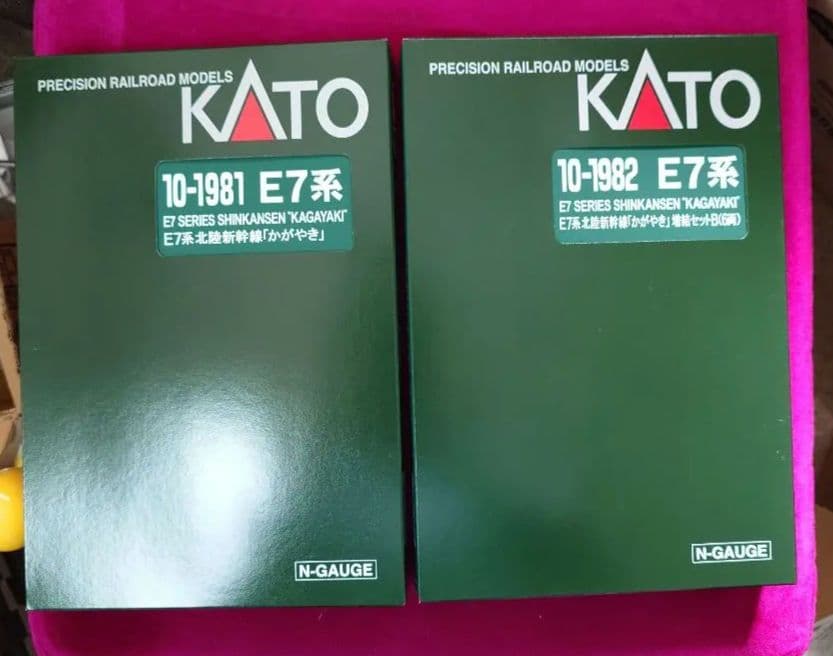 PRECISION RAILROAD MODELS
KATO
10-1981 E7系
E7 SERIES SHINKANSEN "KAGAYAKI"
E7系北陸新幹線「かがやき」
N-GAUGE
PRECISION RAILROAD MODELS
KATO
10-1982 E7系
E7 SERIES SHINKANSEN "KAGAYAKI"
E7系北陸新幹線「かがやき」増結セットB(6両)
N-GAUGE